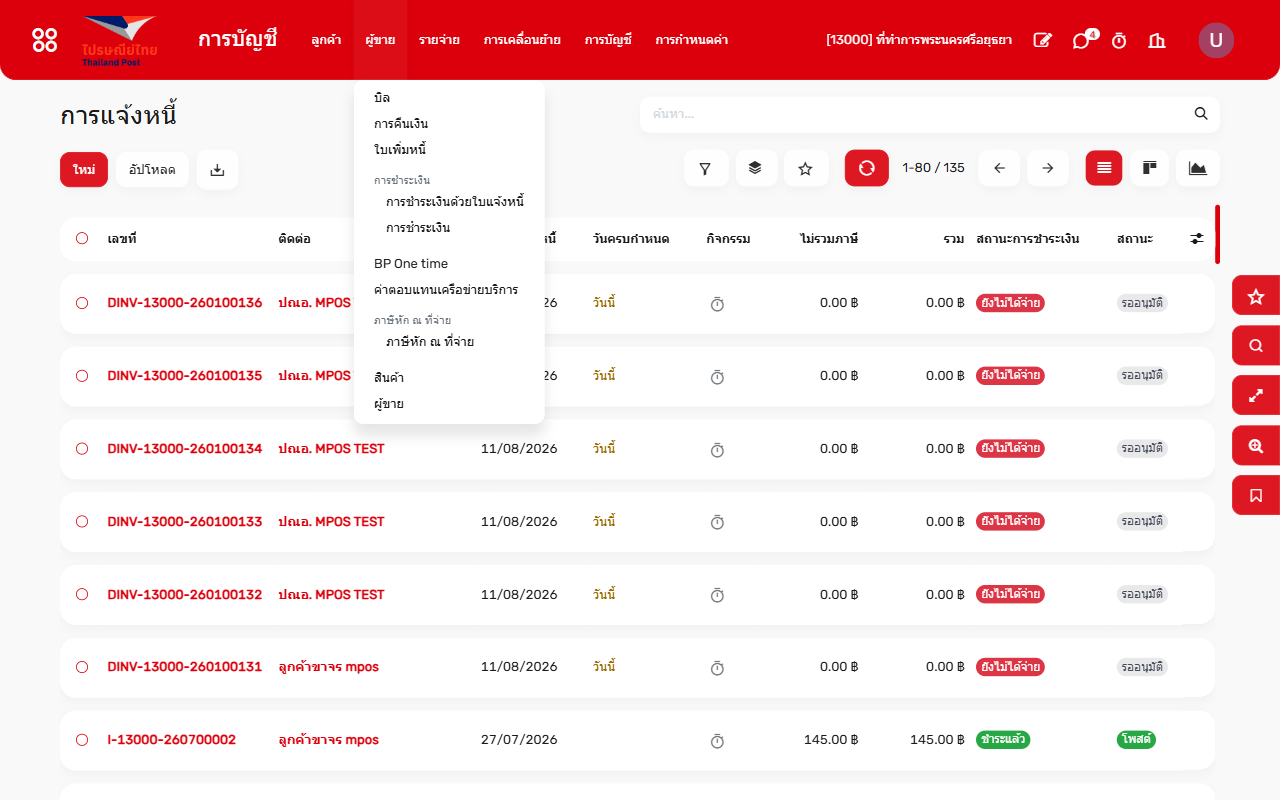 ไปรษณีย์ไทย
Thailand Post
การบัญชี
ลูกค้า ผู้ขาย รายจ่าย การเคลื่อนย้าย การบัญชี การกำหนดค่า
[13000] ที่ทำการพระนครศรีอยุธยา
4
U
การแจ้งหนี้
ค้นหา...
ใหม่ อัปโหลด
1-80 / 135
บิล
การคืนเงิน
ใบเพิ่มหนี้
การชำระเงิน
การชำระเงินด้วยใบแจ้งหนี้
การชำระเงิน
BP One time
ค่าตอบแทนเครือข่ายบริการ
ภาษีหัก ณ ที่จ่าย
ภาษีหัก ณ ที่จ่าย
สินค้า
ผู้ขาย
เลขที่ ติดต่อ นี้ วันครบกำหนด กิจกรรม ไม่รวมภาษี รวม สถานะการชำระเงิน สถานะ
DINV-13000-260100136 ปณอ. MPOS 26 วันนี้ 0.00 ฿ 0.00 ฿ ยังไม่ได้จ่าย รออนุมัติ
DINV-13000-260100135 ปณอ. MPOS 26 วันนี้ 0.00 ฿ 0.00 ฿ ยังไม่ได้จ่าย รออนุมัติ
DINV-13000-260100134 ปณอ. MPOS TEST 11/08/2026 วันนี้ 0.00 ฿ 0.00 ฿ ยังไม่ได้จ่าย รออนุมัติ
DINV-13000-260100133 ปณอ. MPOS TEST 11/08/2026 วันนี้ 0.00 ฿ 0.00 ฿ ยังไม่ได้จ่าย รออนุมัติ
DINV-13000-260100132 ปณอ. MPOS TEST 11/08/2026 วันนี้ 0.00 ฿ 0.00 ฿ ยังไม่ได้จ่าย รออนุมัติ
DINV-13000-260100131 ลูกค้าขาจร mpos 11/08/2026 วันนี้ 0.00 ฿ 0.00 ฿ ยังไม่ได้จ่าย รออนุมัติ
I-13000-260700002 ลูกค้าขาจร mpos 27/07/2026 145.00 ฿ 145.00 ฿ ชำระแล้ว โพสต์